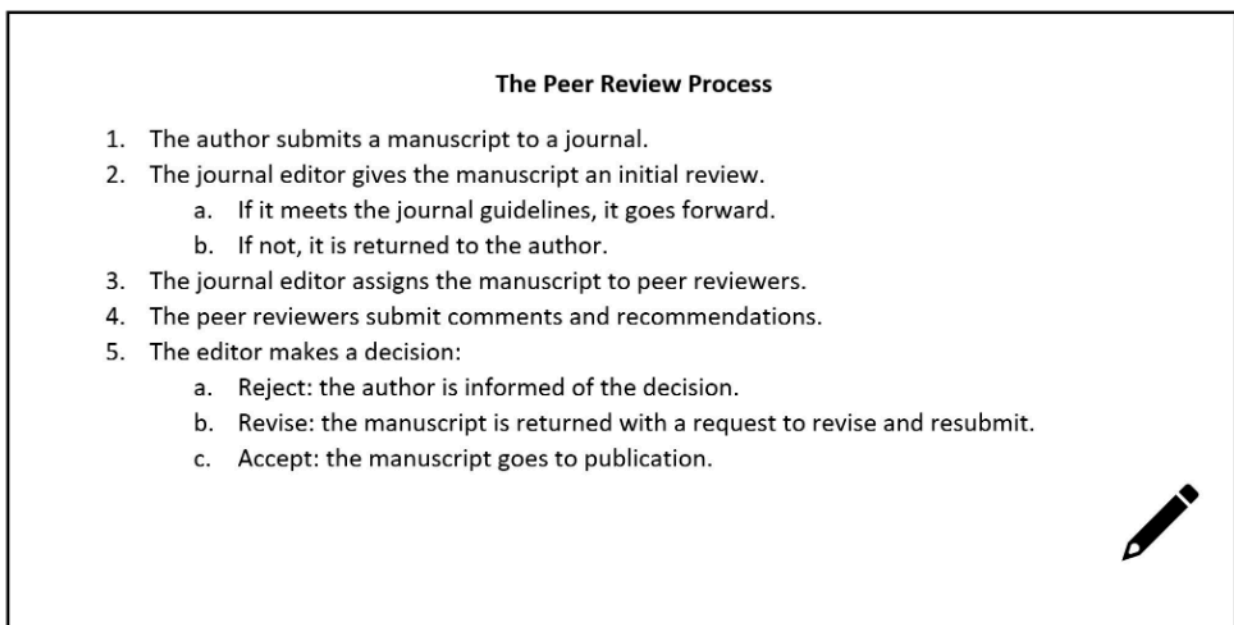 The Peer Review Process
1. The author submits a manuscript to a journal.
2. The journal editor gives the manuscript an initial review.
a. If it meets the journal guidelines, it goes forward.
b. If not, it is returned to the author.
3. The journal editor assigns the manuscript to peer reviewers.
4. The peer reviewers submit comments and recommendations.
5. The editor makes a decision:
a. Reject: the author is informed of the decision.
b. Revise: the manuscript is returned with a request to revise and resubmit.
c. Accept: the manuscript goes to publication.